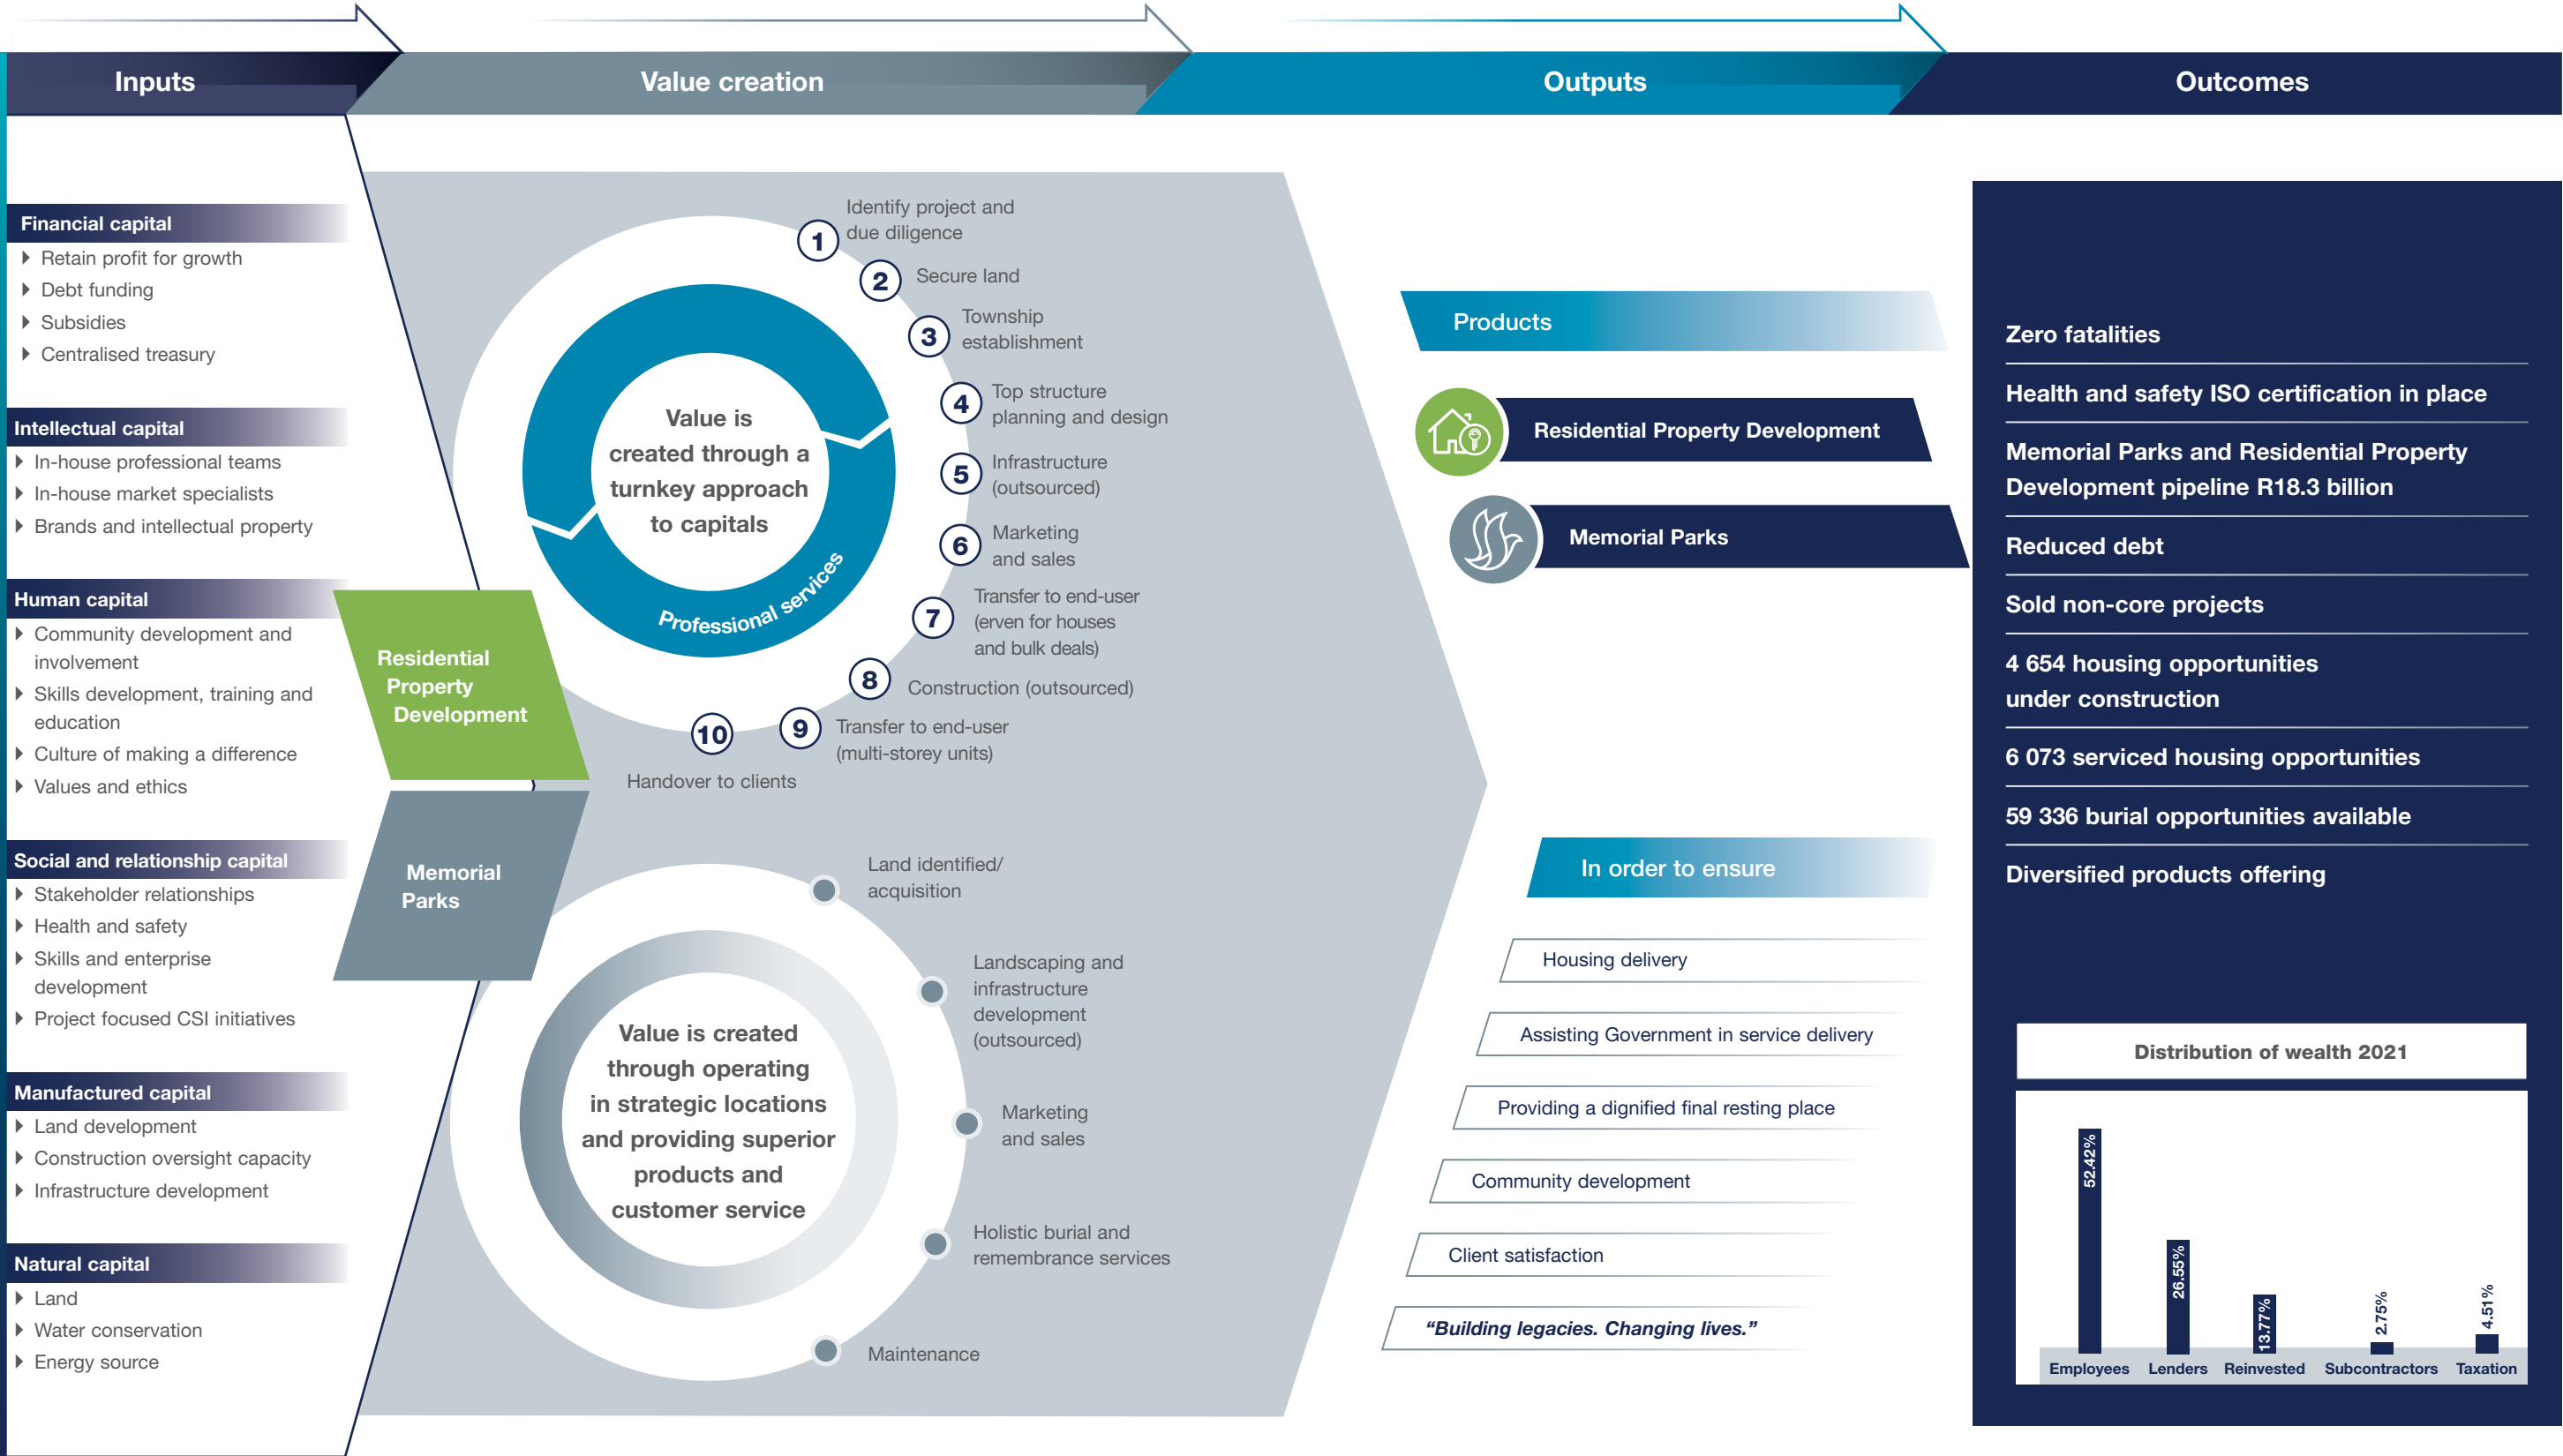 Inputs
Value creation
Outputs
Outcomes
Financial capital
Retain profit for growth
Debt funding
Subsidies
Centralised treasury
Intellectual capital
In-house professional teams
In-house market specialists
Brands and intellectual property
Human capital
Community development and
involvement
Skills development, training and
education
Culture of making a difference
Values and ethics
Social and relationship capital
Stakeholder relationships
Health and safety
Skills and enterprise
development
Project focused CSI initiatives
Manufactured capital
Land development
Construction oversight capacity
Infrastructure development
Natural capital
Land
Water conservation
Energy source
Residential
Property
Development
Value is
created through a
turnkey approach
to capitals
Professional services
1
Identify project and
due diligence
2
Secure land
3
Township
establishment
4
Top structure
planning and design
5
Infrastructure
(outsourced)
6
Marketing
and sales
7
Transfer to end-user
(erven for houses
and bulk deals)
8
Construction (outsourced)
9
Transfer to end-user
(multi-storey units)
10
Handover to clients
Memorial
Parks
Value is created
through operating
in strategic locations
and providing superior
products and
customer service
Land identified/
acquisition
Landscaping and
infrastructure
development
(outsourced)
Marketing
and sales
Holistic burial and
remembrance services
Maintenance
Products
Residential Property Development
Memorial Parks
In order to ensure
Housing delivery
Assisting Government in service delivery
Providing a dignified final resting place
Community development
Client satisfaction
“Building legacies. Changing lives.”
Zero fatalities
Health and safety ISO certification in place
Memorial Parks and Residential Property
Development pipeline R18.3 billion
Reduced debt
Sold non-core projects
4 654 housing opportunities
under construction
6 073 serviced housing opportunities
59 336 burial opportunities available
Diversified products offering
Distribution of wealth 2021
52.42%
26.55%
13.77%
2.75%
4.51%
Employees Lenders Reinvested Subcontractors Taxation